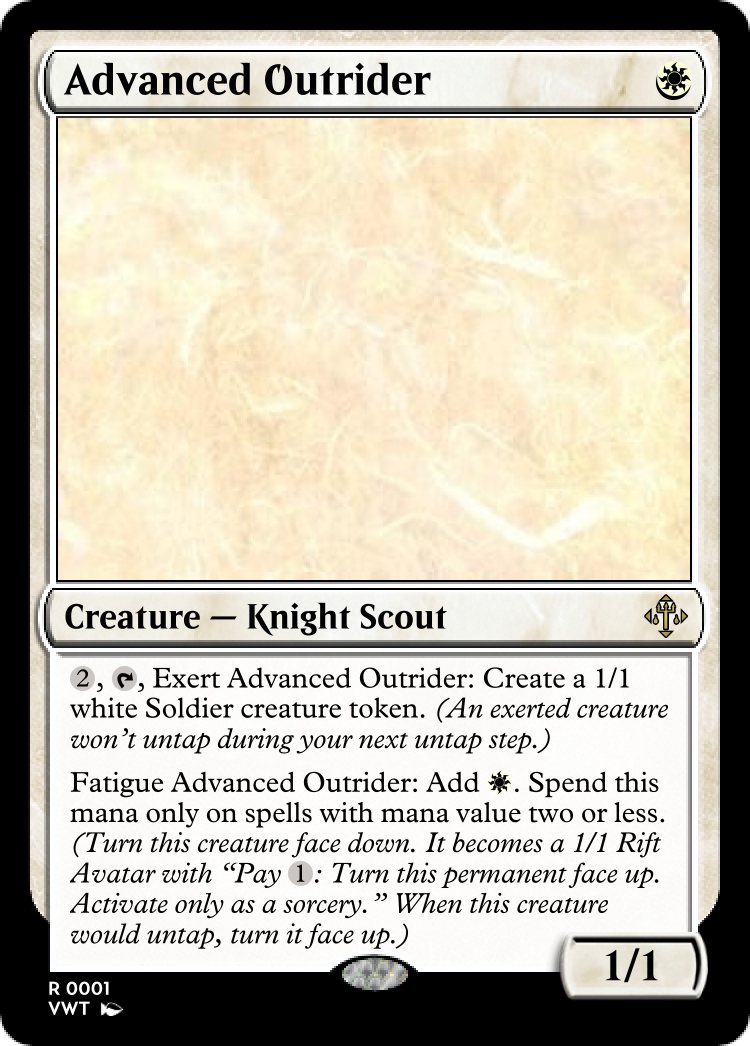 Advanced Outrider
Creature — Knight Scout
2, , Exert Advanced Outrider: Create a 1/1
white Soldier creature token. (An exerted creature
won't untap during your next untap step.)
Fatigue Advanced Outrider: Add . Spend this
mana only on spells with mana value two or less.
(Turn this creature face down. It becomes a 1/1 Rift
Avatar with “Pay 1: Turn this permanent face up.
Activate only as a sorcery.” When this creature
would untap, turn it face up.)
1/1
R 0001
VWT